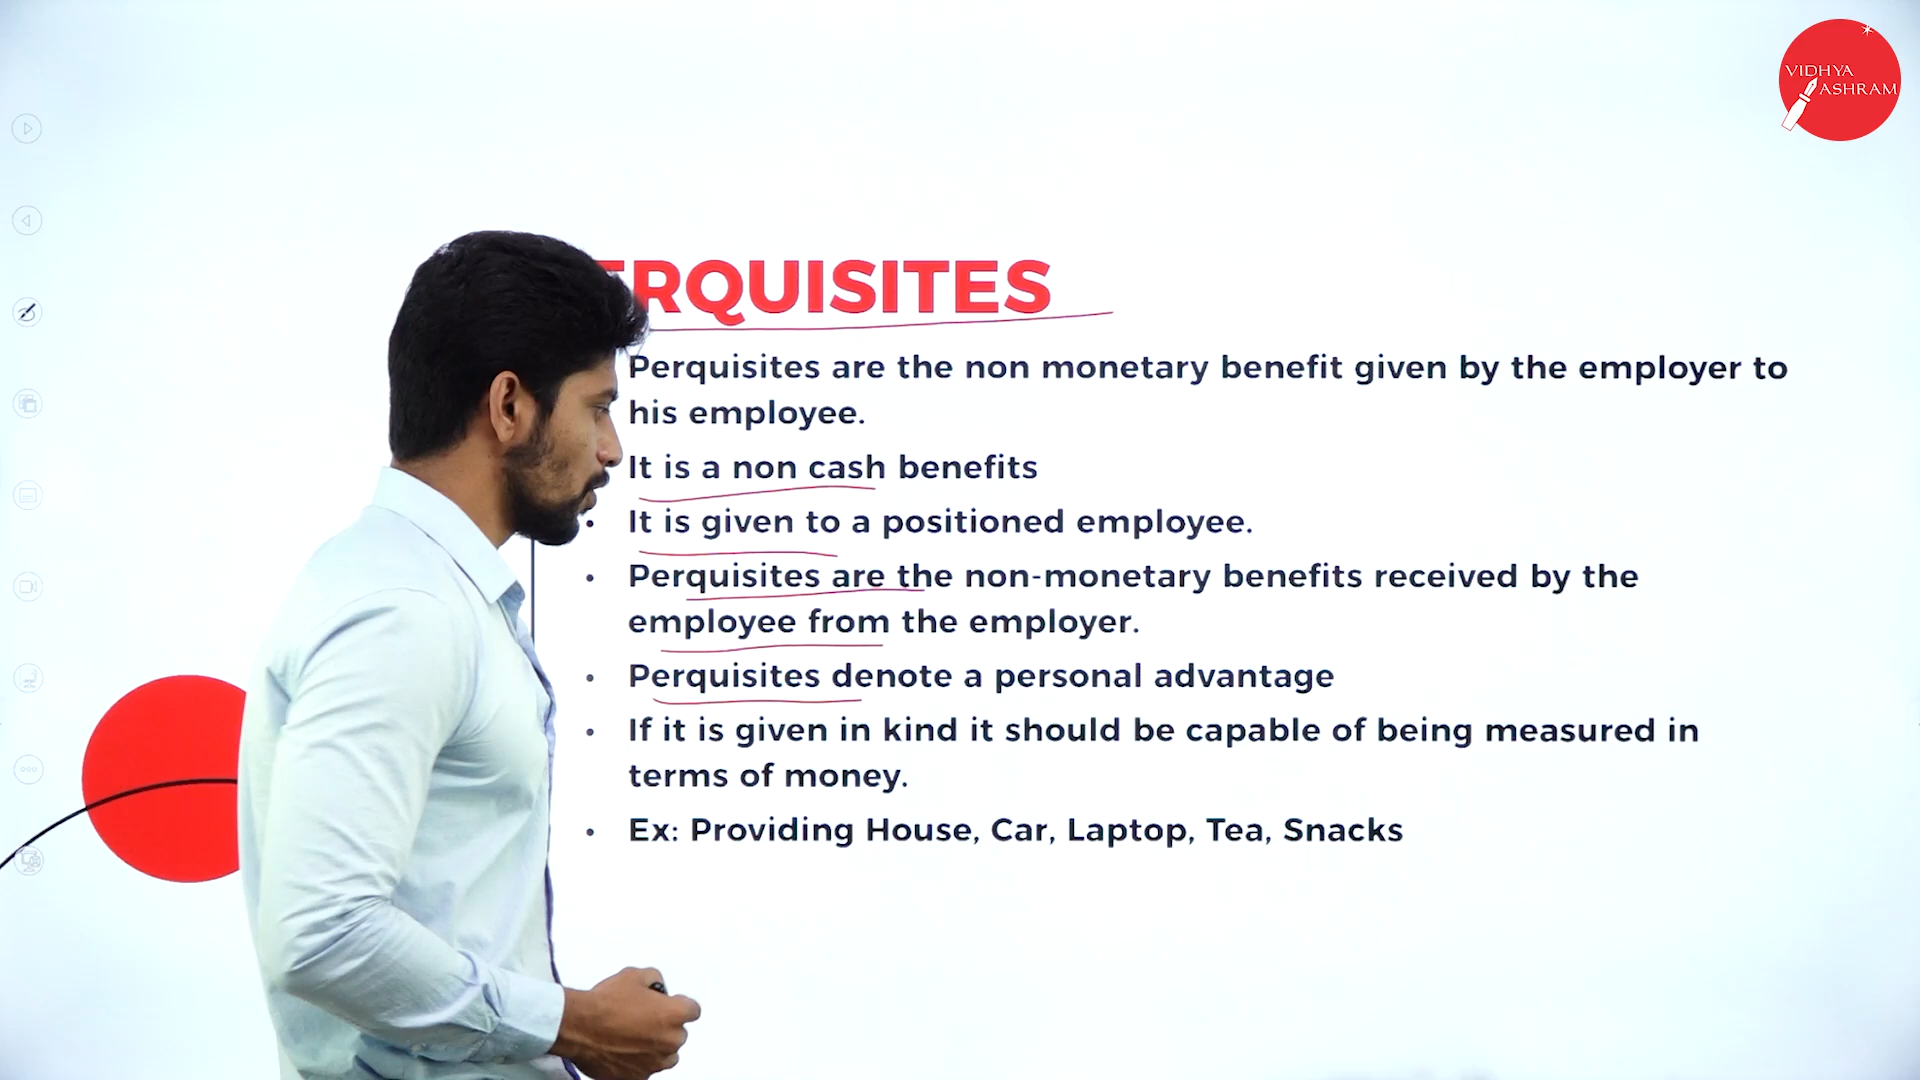 VIDHYA
ASHRAM
ERQUISITES
Perquisites are the non monetary benefit given by the employer to
his employee.
It is a non cash benefits
• It is given to a positioned employee.
• Perquisites are the non-monetary benefits received by the
employee from the employer.
• Perquisites denote a personal advantage
• If it is given in kind it should be capable of being measured in
terms of money.
• Ex: Providing House, Car, Laptop, Tea, Snacks